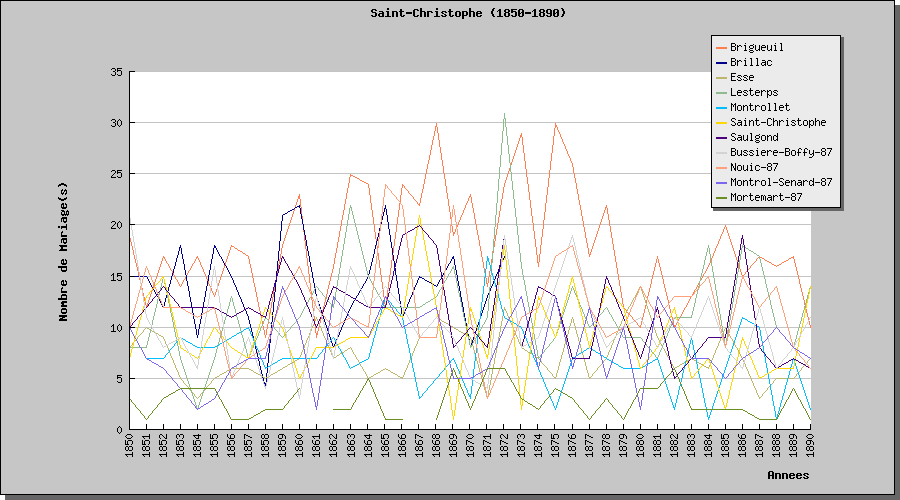 Saint-Christophe (1850-1890)
Brigueuil
Brillac
Esse
Lesterps
Montrollet
Saint-Christophe
Saulgond
Bussiere-Boffy-87
Nouic-87
Montrol-Senard-87
Mortemart-87
Nombre de Mariage(s)
35
30
25
20
15
10
5
0
1850 1851 1852 1853 1854 1855 1856 1857 1858 1859 1860 1861 1862 1863 1864 1865 1866 1867 1868 1869 1870 1871 1872 1873 1874 1875 1876 1877 1878 1879 1880 1881 1882 1883 1884 1885 1886 1887 1888 1889 1890
Annees